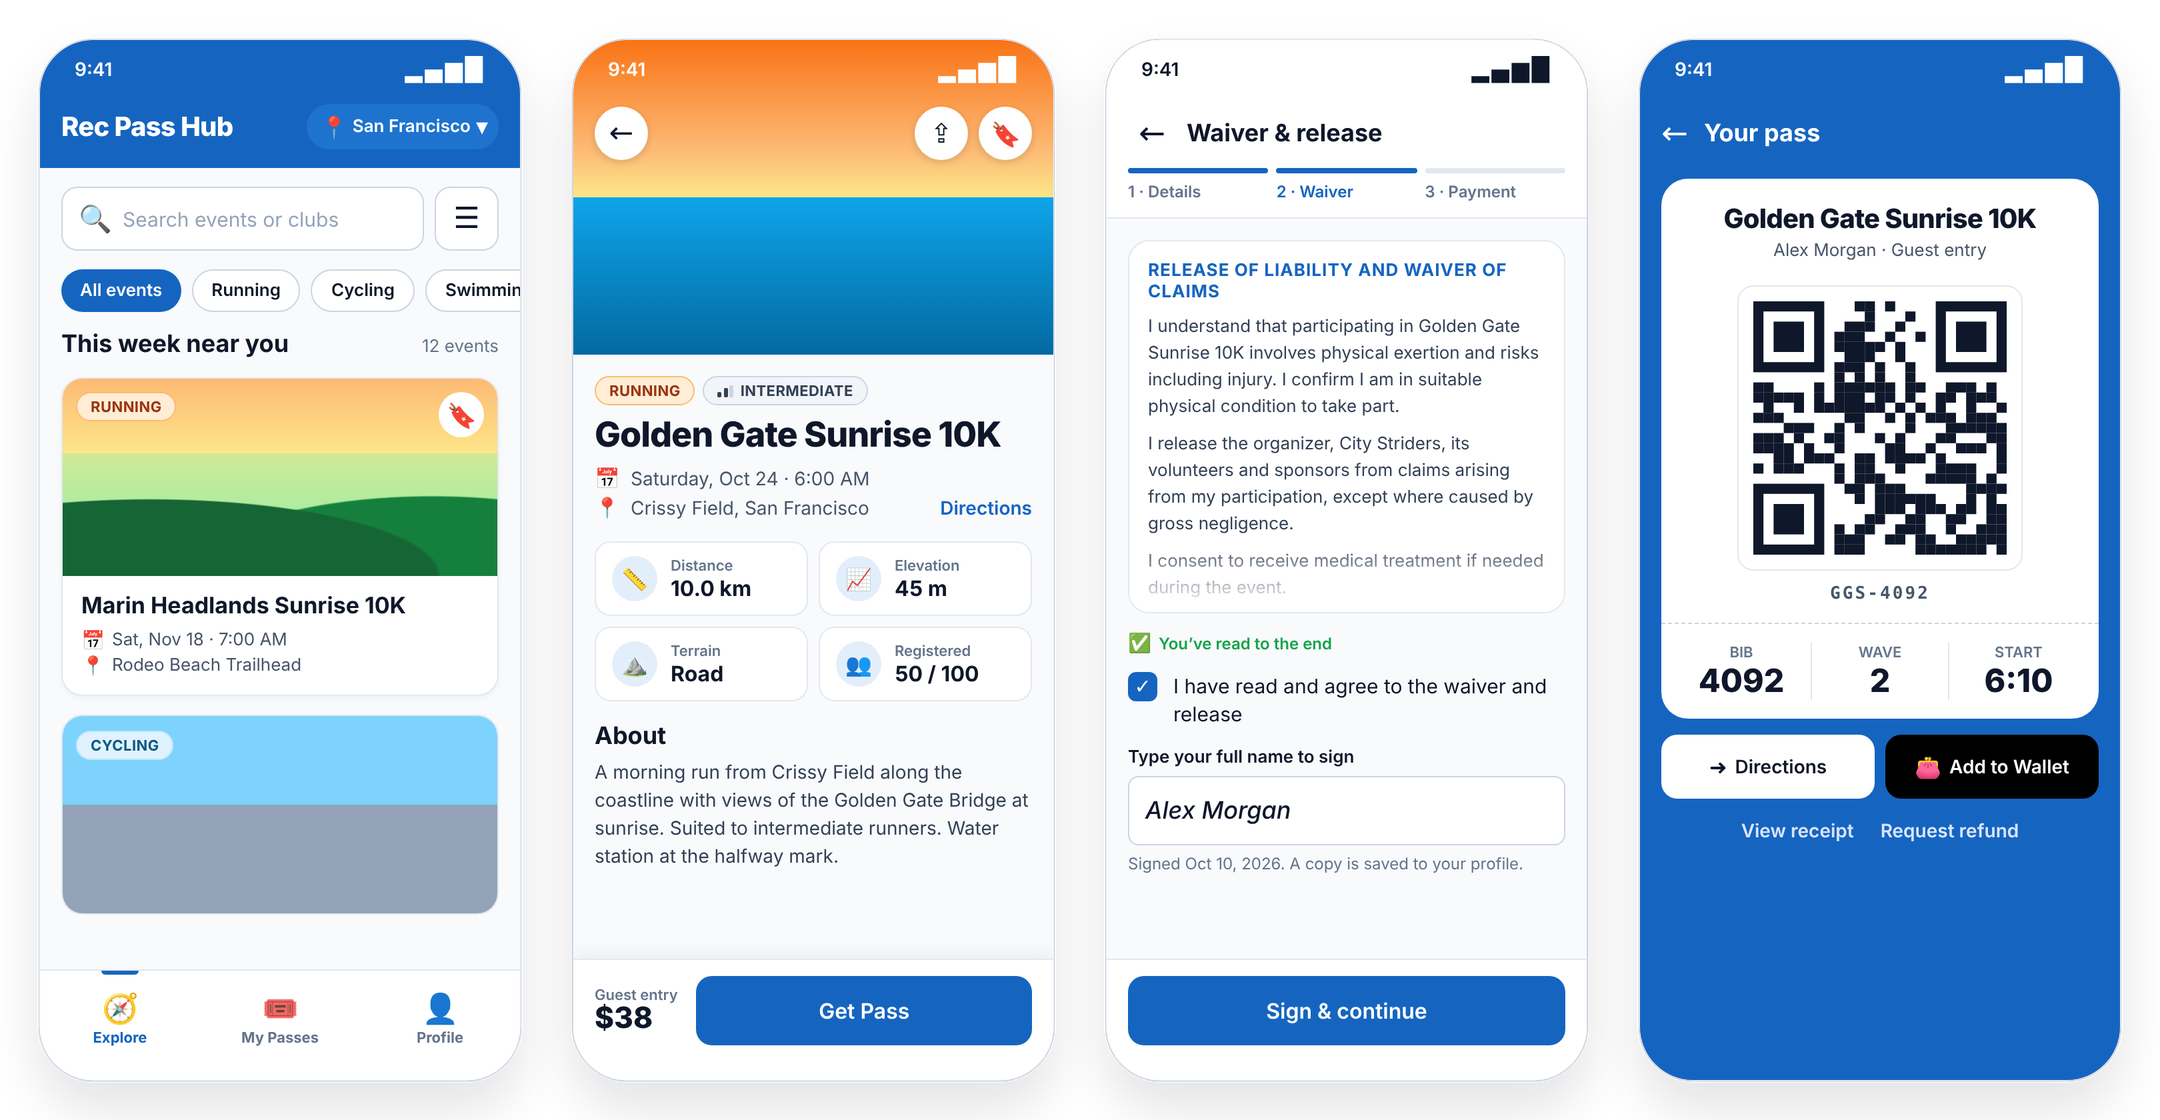 9:41
Rec Pass Hub
San Francisco
Search events or clubs
All events
Running
Cycling
Swimmin
This week near you
12 events
RUNNING
Marin Headlands Sunrise 10K
Sat, Nov 18 · 7:00 AM
Rodeo Beach Trailhead
CYCLING
Explore
My Passes
Profile
9:41
RUNNING
INTERMEDIATE
Golden Gate Sunrise 10K
Saturday, Oct 24 · 6:00 AM
Crissy Field, San Francisco
Directions
Distance
10.0 km
Elevation
45 m
Terrain
Road
Registered
50 / 100
About
A morning run from Crissy Field along the
coastline with views of the Golden Gate Bridge at
sunrise. Suited to intermediate runners. Water
station at the halfway mark.
Guest entry
$38
Get Pass
9:41
Waiver & release
1 · Details
2 · Waiver
3 · Payment
RELEASE OF LIABILITY AND WAIVER OF
CLAIMS
I understand that participating in Golden Gate
Sunrise 10K involves physical exertion and risks
including injury. I confirm I am in suitable
physical condition to take part.
I release the organizer, City Striders, its
volunteers and sponsors from claims arising
from my participation, except where caused by
gross negligence.
I consent to receive medical treatment if needed
during the event.
You’ve read to the end
I have read and agree to the waiver and
release
Type your full name to sign
Alex Morgan
Signed Oct 10, 2026. A copy is saved to your profile.
Sign & continue
9:41
Your pass
Golden Gate Sunrise 10K
Alex Morgan · Guest entry
GGS-4092
BIB
4092
WAVE
2
START
6:10
Directions
Add to Wallet
View receipt
Request refund